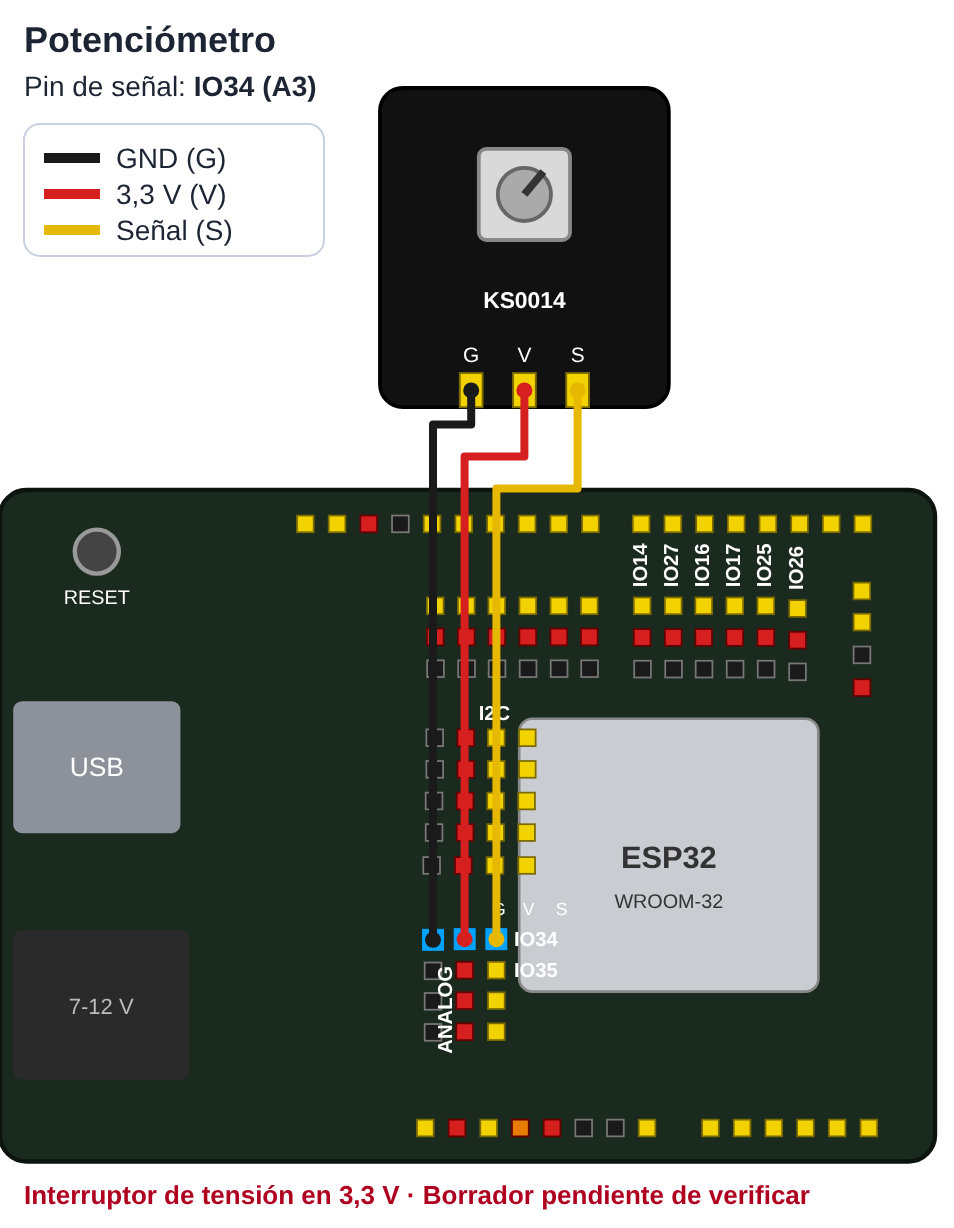 Potenciómetro
Pin de señal: IO34 (A3)
GND (G)
3,3 V (V)
Señal (S)
KS0014
G V S
RESET
IO14 IO27 IO16 IO17 IO25 IO26
I2C
USB
ESP32
WROOM-32
G V S
IO34
IO35
ANALOG
7-12 V
Interruptor de tensión en 3,3 V · Borrador pendiente de verificar